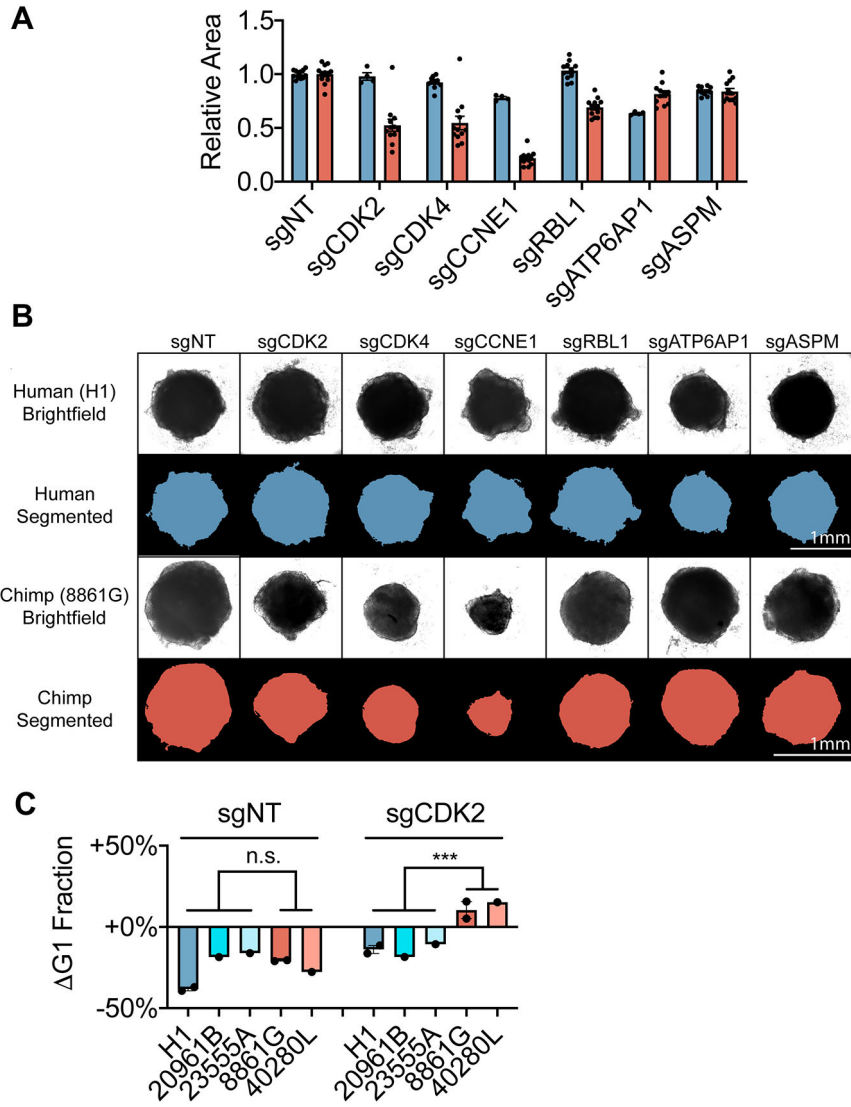 A
Relative Area
1.5
1.0
0.5
0.0
sgNT
sgCDK2
sgCDK4
sgCCNE1
sgRBL1
sgATP6AP1
sgASPM
B
sgNT sgCDK2 sgCDK4 sgCCNE1 sgRBL1 sgATP6AP1 sgASPM
Human (H1)
Brightfield
Human
Segmented
1mm
Chimp (8861G)
Brightfield
Chimp
Segmented
1mm
C
sgNT sgCDK2
ΔG1 Fraction
+50%
n.s. ***
+0%
-50%
H1
20961B
23555A
8861G
40280L
H1
20961B
23555A
8861G
40280L